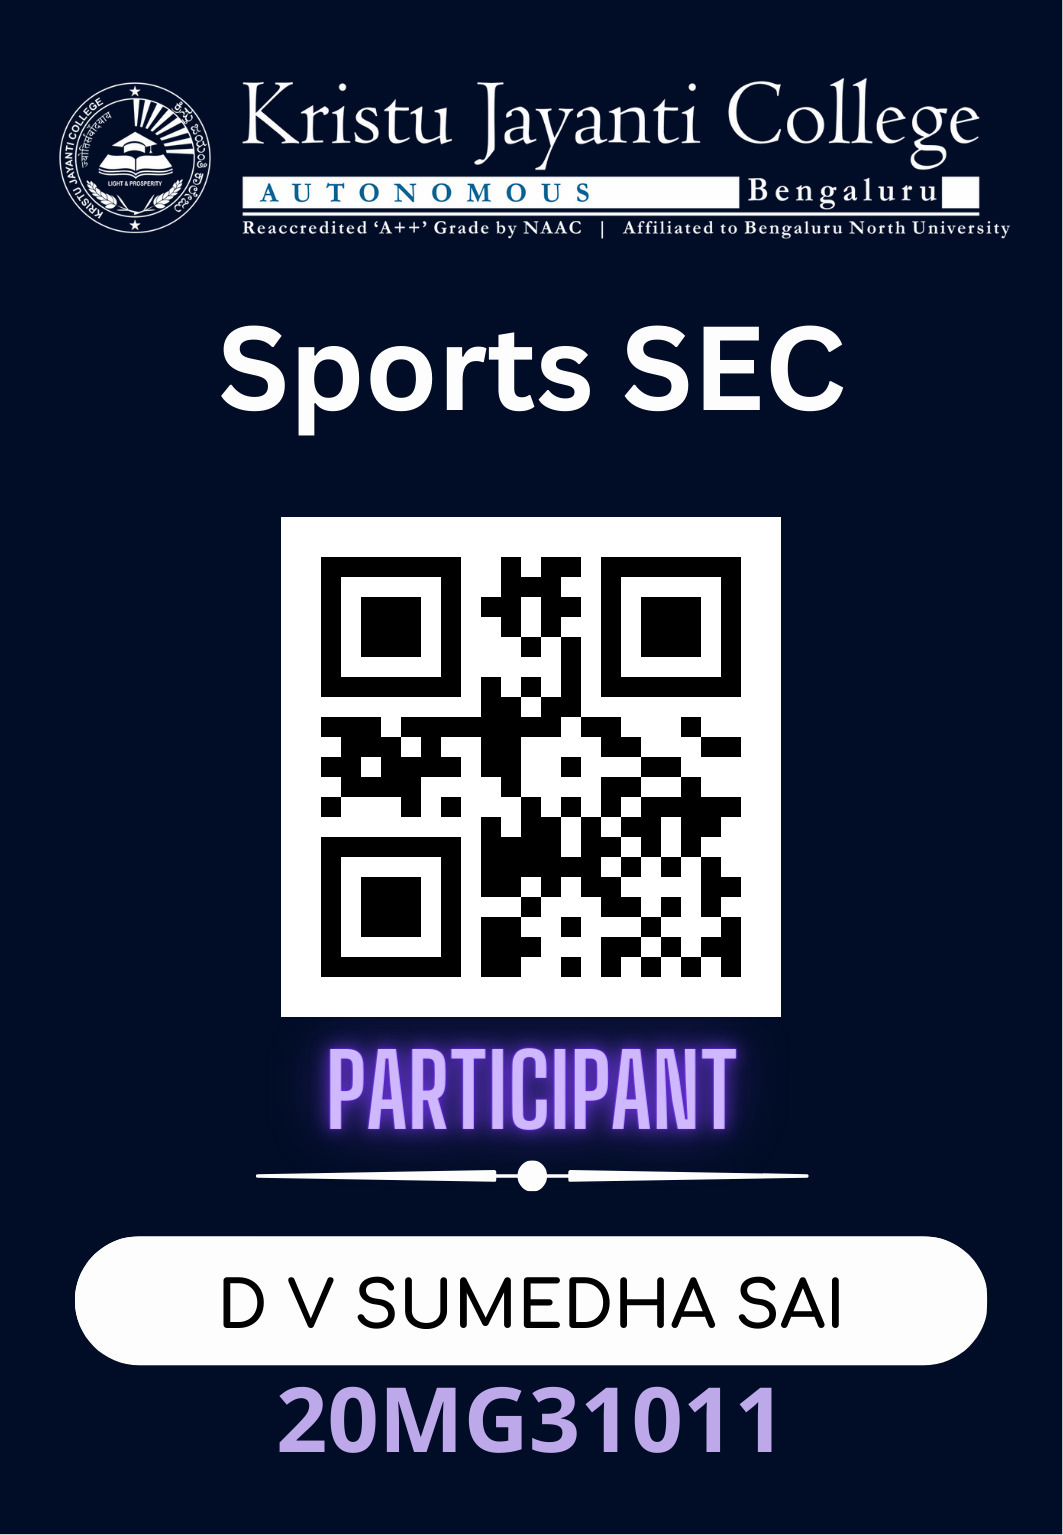 KRISTU JAYANTI COLLEGE
LIGHT & PROSPERITY
Kristu Jayanti College
AUTONOMOUS Bengaluru
Reaccredited ‘A++’ Grade by NAAC | Affiliated to Bengaluru North University
Sports SEC
PARTICIPANT
D V SUMEDHA SAI
20MG31011